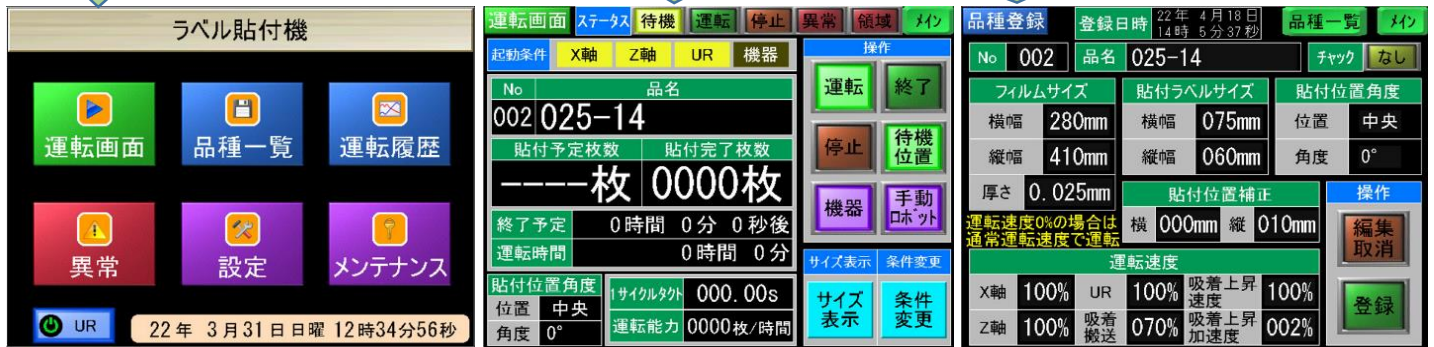 ラベル貼付機
運転画面 品種一覧 運転履歴
異常 設定 メンテナンス
UR 22年 3月31日日曜 12時34分56秒
運転画面 ステータス 待機 運転 停止 異常 領域 メイン
起動条件 X軸 Z軸 UR 機器
操作
No 品名
002 025-14
運転 終了
貼付予定枚数 貼付完了枚数
----枚 0000枚
停止 待機位置
機器 手動ロボット
終了予定 0時間 0分 0秒後
運転時間 0時間 0分
サイズ表示 条件変更
貼付位置角度
位置 中央
角度 0°
1サイクルタクト 000.00s
運転能力 0000枚/時間
サイズ表示 条件変更
品種登録 登録日時 22年 4月18日 14時 5分37秒 品種一覧 メイン
No 002 品名 025-14 チャック なし
フィルムサイズ 貼付ラベルサイズ 貼付位置角度
横幅 280mm 横幅 075mm 位置 中央
縦幅 410mm 縦幅 060mm 角度 0°
厚さ 0.025mm 貼付位置補正 操作
運転速度0%の場合は
通常運転速度で運転
横 000mm 縦 010mm
編集取消
運転速度
X軸 100% UR 100% 吸着上昇速度 100%
Z軸 100% 吸着搬送 070% 吸着上昇加速度 002%
登録